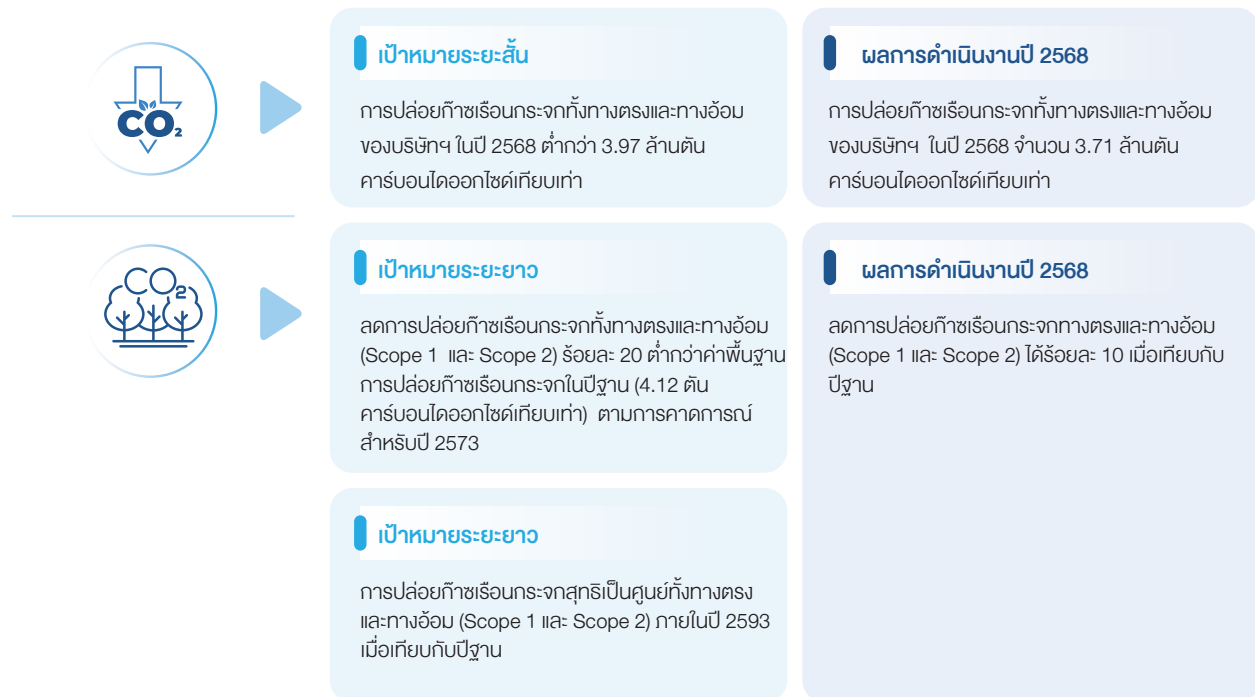 CO2
เป้าหมายระยะสั้น
การปล่อยก๊าซเรือนกระจกทั้งทางตรงและทางอ้อม
ของบริษัทฯ ในปี 2568 ต่ำกว่า 3.97 ล้านตัน
คาร์บอนไดออกไซด์เทียบเท่า
ผลการดำเนินงานปี 2568
การปล่อยก๊าซเรือนกระจกทั้งทางตรงและทางอ้อม
ของบริษัทฯ ในปี 2568 จำนวน 3.71 ล้านตัน
คาร์บอนไดออกไซด์เทียบเท่า
CO2
เป้าหมายระยะยาว
ลดการปล่อยก๊าซเรือนกระจกทั้งทางตรงและทางอ้อม
(Scope 1 และ Scope 2) ร้อยละ 20 ต่ำกว่าค่าพื้นฐาน
การปล่อยก๊าซเรือนกระจกในปีฐาน (4.12 ตัน
คาร์บอนไดออกไซด์เทียบเท่า) ตามการคาดการณ์
สำหรับปี 2573
ผลการดำเนินงานปี 2568
ลดการปล่อยก๊าซเรือนกระจกทางตรงและทางอ้อม
(Scope 1 และ Scope 2) ได้ร้อยละ 10 เมื่อเทียบกับ
ปีฐาน
เป้าหมายระยะยาว
การปล่อยก๊าซเรือนกระจกสุทธิเป็นศูนย์ทั้งทางตรง
และทางอ้อม (Scope 1 และ Scope 2) ภายในปี 2593
เมื่อเทียบกับปีฐาน